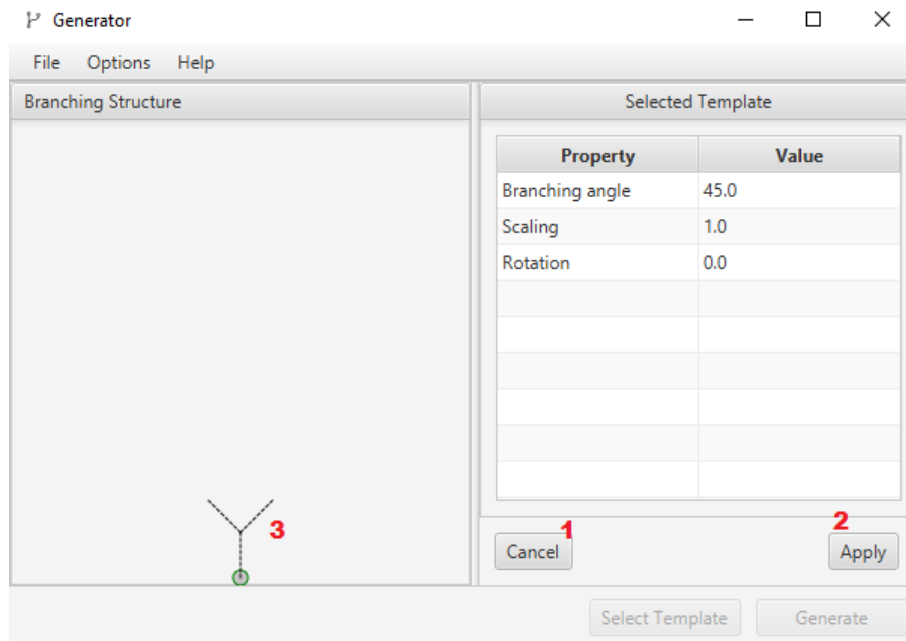 Generator
File Options Help
Branching Structure
Selected Template
Property Value
Branching angle 45.0
Scaling 1.0
Rotation 0.0
3
1
2
Cancel
Apply
Select Template
Generate